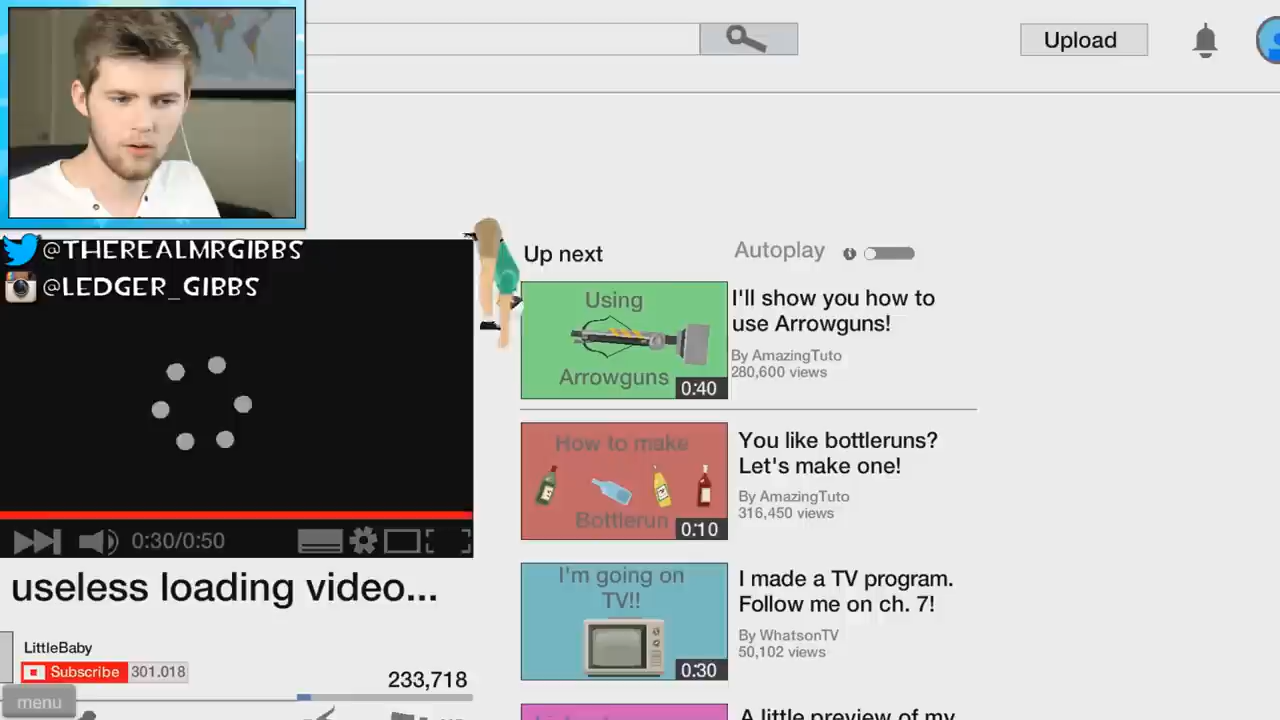 Upload
@THEREALMRGIBBS
@LEDGER_GIBBS
0:30/0:50
useless loading video...
LittleBaby
Subscribe 301.018
233,718
menu
Up next
Autoplay
Using
Arrowguns
0:40
I'll show you how to
use Arrowguns!
By AmazingTuto
280,600 views
How to make
Bottlerun
0:10
You like bottleruns?
Let's make one!
By AmazingTuto
316,450 views
I'm going on
TV!!
0:30
I made a TV program.
Follow me on ch. 7!
By WhatsonTV
50,102 views
A little preview of my